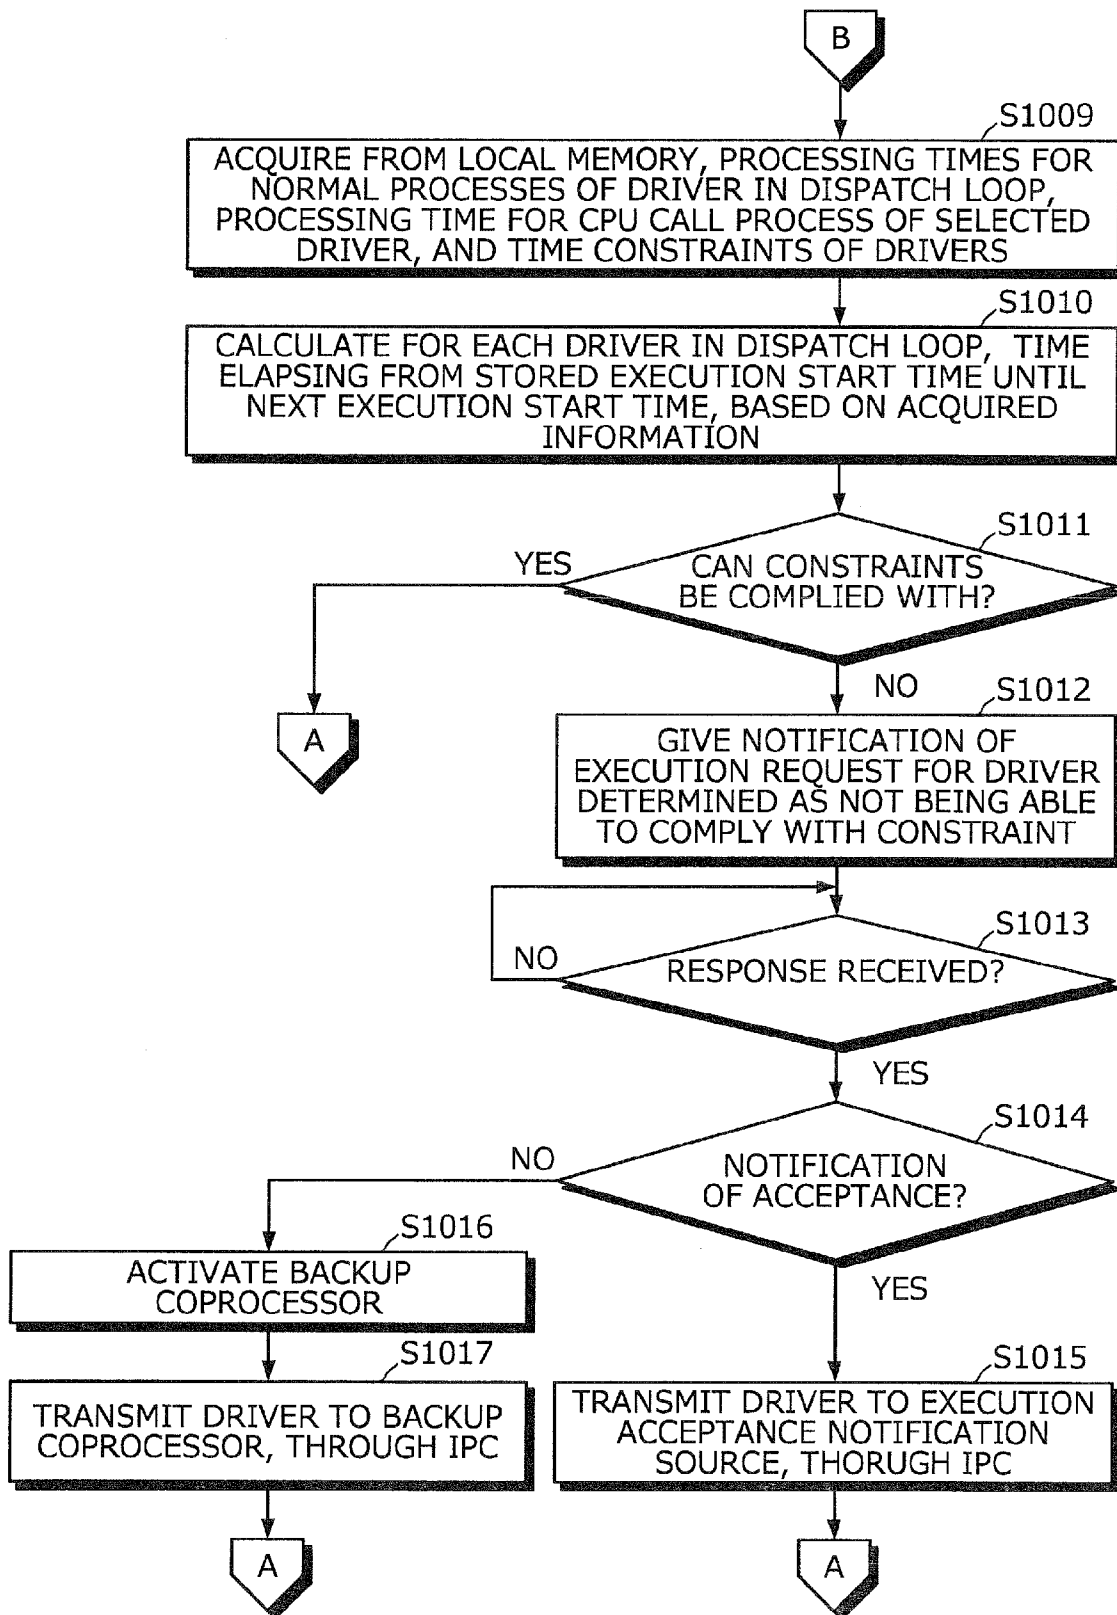 B
S1009
ACQUIRE FROM LOCAL MEMORY, PROCESSING TIMES FOR
NORMAL PROCESSES OF DRIVER IN DISPATCH LOOP,
PROCESSING TIME FOR CPU CALL PROCESS OF SELECTED
DRIVER, AND TIME CONSTRAINTS OF DRIVERS
S1010
CALCULATE FOR EACH DRIVER IN DISPATCH LOOP, TIME
ELAPSING FROM STORED EXECUTION START TIME UNTIL
NEXT EXECUTION START TIME, BASED ON ACQUIRED
INFORMATION
S1011
YES
CAN CONSTRAINTS
BE COMPLIED WITH?
NO
A
S1012
GIVE NOTIFICATION OF
EXECUTION REQUEST FOR DRIVER
DETERMINED AS NOT BEING ABLE
TO COMPLY WITH CONSTRAINT
S1013
NO
RESPONSE RECEIVED?
YES
S1014
NO
NOTIFICATION
OF ACCEPTANCE?
YES
S1016
ACTIVATE BACKUP
COPROCESSOR
S1017
TRANSMIT DRIVER TO BACKUP
COPROCESSOR, THROUGH IPC
A
S1015
TRANSMIT DRIVER TO EXECUTION
ACCEPTANCE NOTIFICATION
SOURCE, THORUGH IPC
A